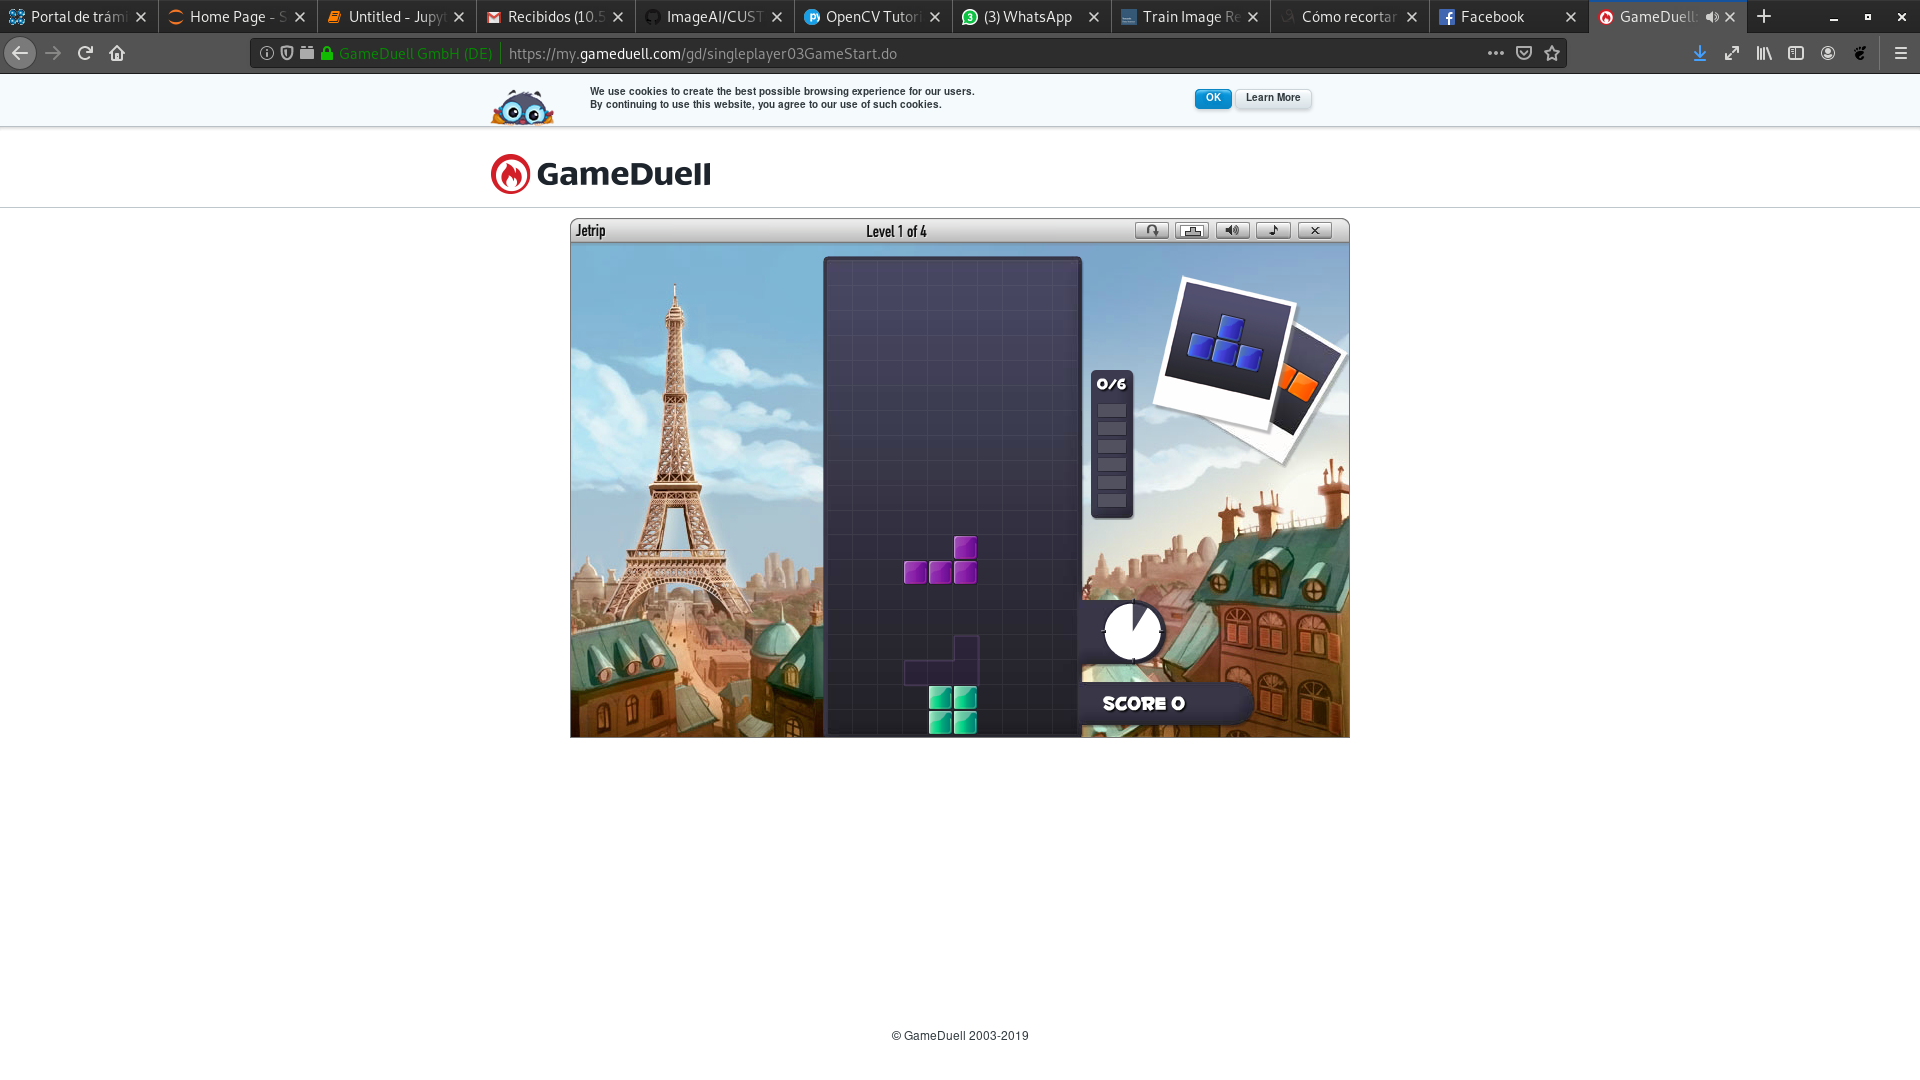 Portal de trámi
Home Page - S
Untitled - Jupyt
Recibidos (10.5
ImageAI/CUST
OpenCV Tutori
3
(3) WhatsApp
Train Image Re
Cómo recortar
Facebook
GameDuell:
GameDuell GmbH (DE)
https://my.gameduell.com/gd/singleplayer03GameStart.do
We use cookies to create the best possible browsing experience for our users.
By continuing to use this website, you agree to our use of such cookies.
OK
Learn More
GameDuell
Jetrip
Level 1 of 4
0/6
SCORE 0
© GameDuell 2003-2019